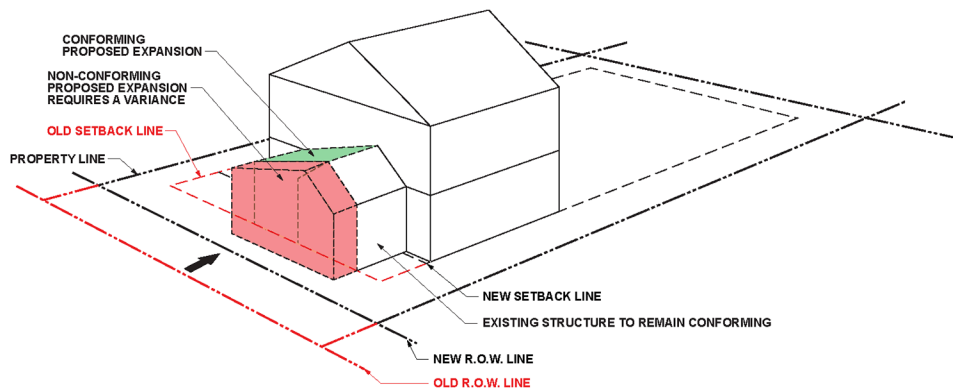 CONFORMING
PROPOSED EXPANSION
NON-CONFORMING
PROPOSED EXPANSION
REQUIRES A VARIANCE
OLD SETBACK LINE
PROPERTY LINE
NEW SETBACK LINE
EXISTING STRUCTURE TO REMAIN CONFORMING
NEW R.O.W. LINE
OLD R.O.W. LINE